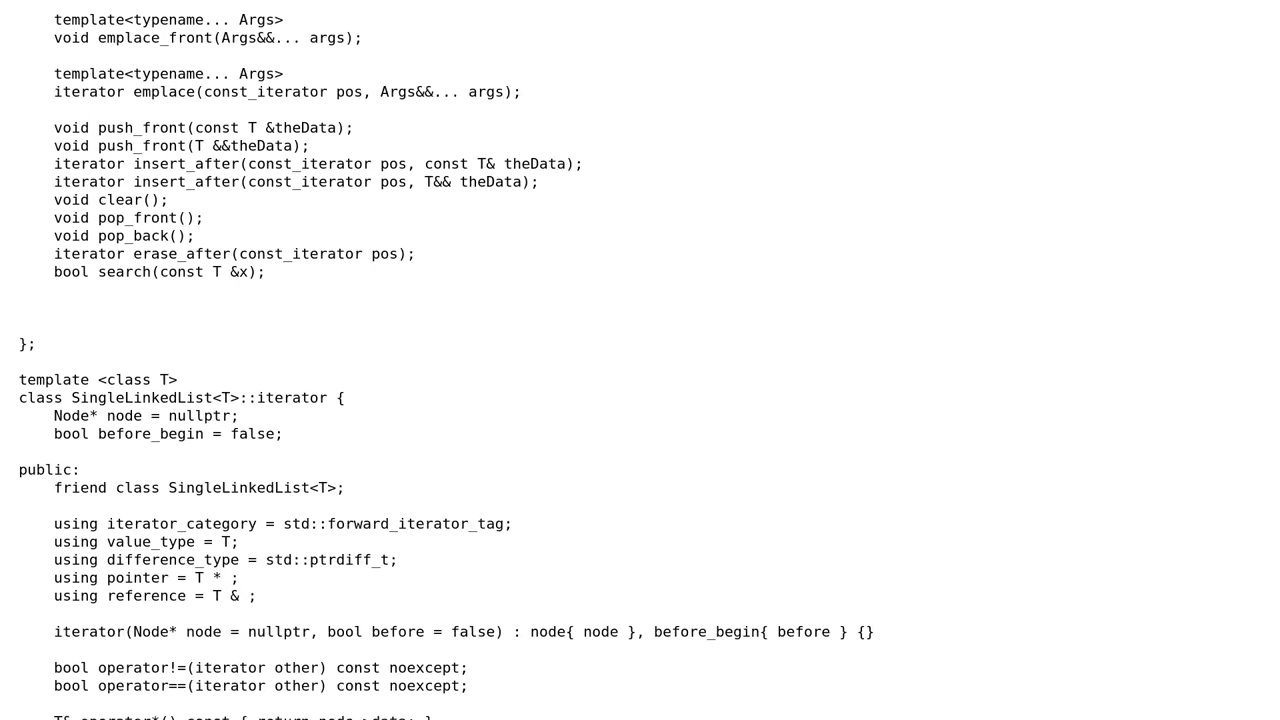 template<typename... Args>
void emplace_front(Args&&... args);
template<typename... Args>
iterator emplace(const_iterator pos, Args&&... args);
void push_front(const T &theData);
void push_front(T &&theData);
iterator insert_after(const_iterator pos, const T& theData);
iterator insert_after(const_iterator pos, T&& theData);
void clear();
void pop_front();
void pop_back();
iterator erase_after(const_iterator pos);
bool search(const T &x);
};
template <class T>
class SingleLinkedList<T>::iterator {
Node* node = nullptr;
bool before_begin = false;
public:
friend class SingleLinkedList<T>;
using iterator_category = std::forward_iterator_tag;
using value_type = T;
using difference_type = std::ptrdiff_t;
using pointer = T * ;
using reference = T & ;
iterator(Node* node = nullptr, bool before = false) : node{ node }, before_begin{ before } {}
bool operator!=(iterator other) const noexcept;
bool operator==(iterator other) const noexcept;
T& operator*() const { return node->data; }